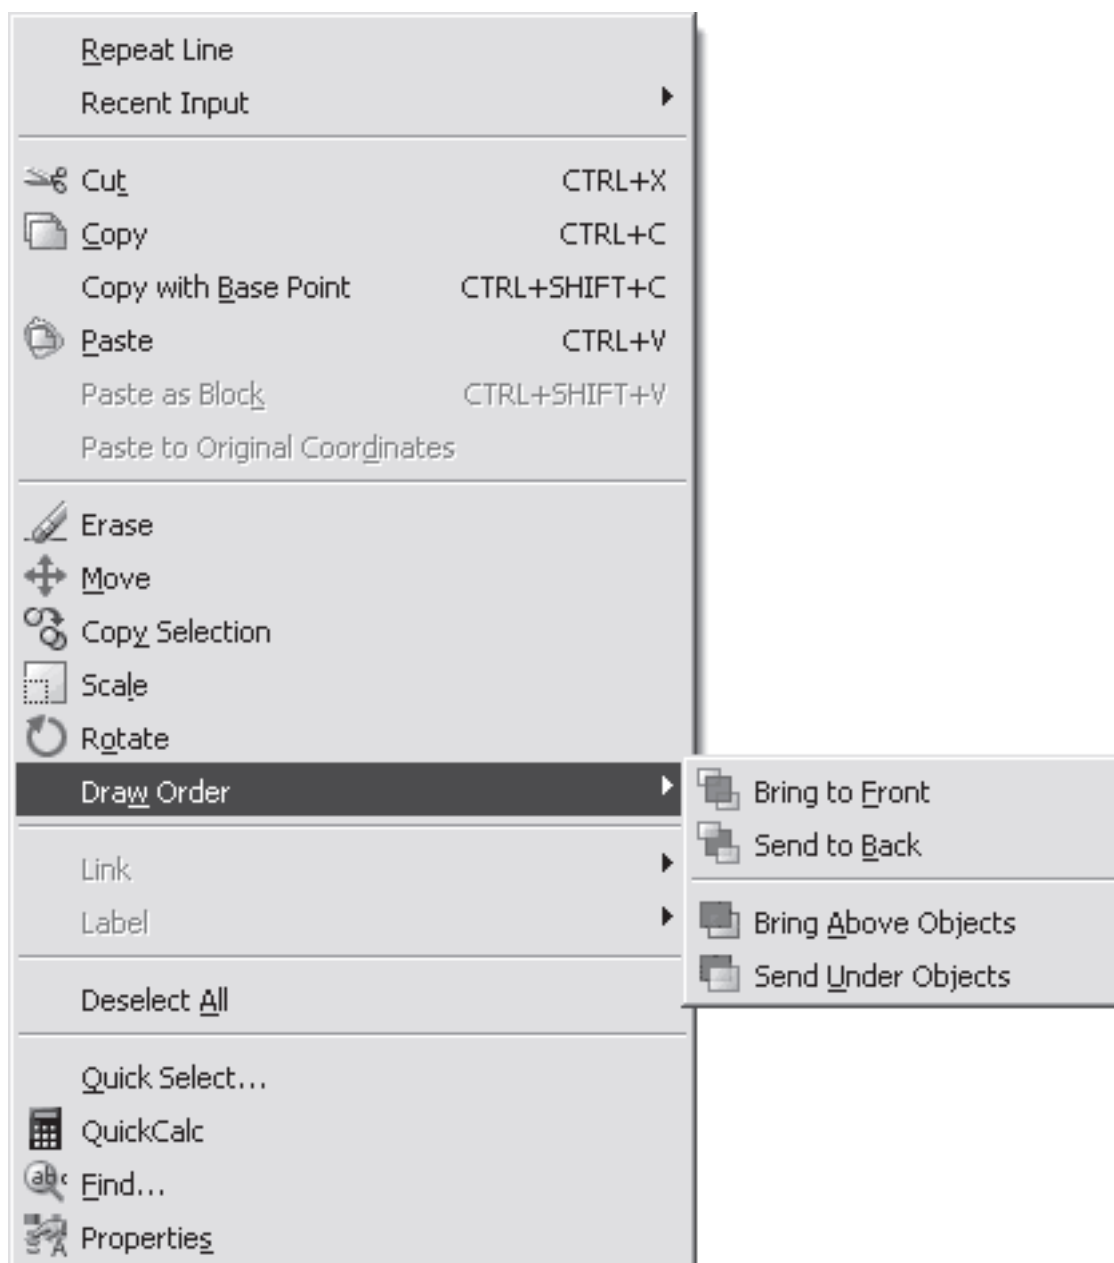 Repeat Line
Recent Input
Cut CTRL+X
Copy CTRL+C
Copy with Base Point CTRL+SHIFT+C
Paste CTRL+V
Paste as Block CTRL+SHIFT+V
Paste to Original Coordinates
Erase
Move
Copy Selection
Scale
Rotate
Draw Order
Bring to Front
Send to Back
Bring Above Objects
Send Under Objects
Link
Label
Deselect All
Quick Select...
QuickCalc
Find...
Properties